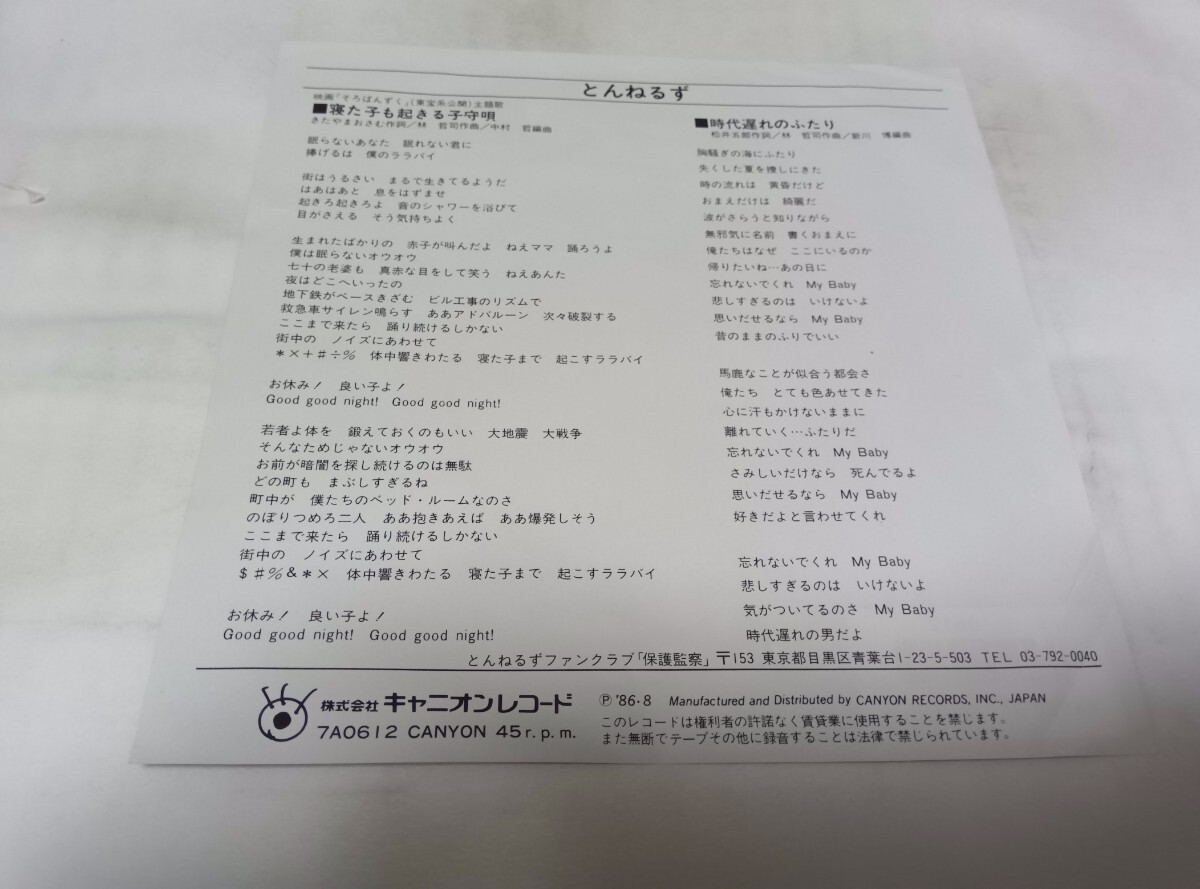 とんねるず
映画「そろばんずく」(東宝系公開)主題歌
■寝た子も起きる子守唄
きたやまおさむ作詞／林　哲司作曲／中村　哲編曲
眠らないあなた　眠れない君に
捧げるは　僕のララバイ
街はうるさい　まるで生きてるようだ
はあはあと　息をはずませ
起きろ起きろよ　音のシャワーを浴びて
目がさえる　そう気持ちよく
生まれたばかりの　赤子が叫んだよ　ねえママ　踊ろうよ
僕は眠らないオウオウ
七十の老婆も　真赤な目をして笑う　ねえあんた
夜はどこへいったの
地下鉄がベースきざむ　ビル工事のリズムで
救急車サイレン鳴らす　ああアドバルーン　次々破裂する
ここまで来たら　踊り続けるしかない
街中の　ノイズにあわせて
＊×＋＃÷％　体中響きわたる　寝た子まで　起こすララバイ
お休み！　良い子よ！
Good good night!　Good good night!
若者よ体を　鍛えておくのもいい　大地震　大戦争
そんなためじゃないオウオウ
お前が暗闇を探し続けるのは無駄
どの町も　まぶしすぎるね
町中が　僕たちのベッド・ルームなのさ
のぼりつめろ二人　ああ抱きあえば　ああ爆発しそう
ここまで来たら　踊り続けるしかない
街中の　ノイズにあわせて
＄＃％＆＊×　体中響きわたる　寝た子まで　起こすララバイ
お休み！　良い子よ！
Good good night!　Good good night!
■時代遅れのふたり
松井五郎作詞／林　哲司作曲／新川　博編曲
胸騒ぎの海にふたり
失くした夏を捜しにきた
時の流れは　黄昏だけど
おまえだけは　綺麗だ
波がさらうと知りながら
無邪気に名前　書くおまえに
俺たちはなぜ　ここにいるのか
帰りたいね…あの日に
忘れないでくれ　My Baby
悲しすぎるのは　いけないよ
思いだせるなら　My Baby
昔のままのふりでいい
馬鹿なことが似合う都会さ
俺たち　とても色あせてきた
心に汗もかけないままに
離れていく…ふたりだ
忘れないでくれ　My Baby
さみしいだけなら　死んでるよ
思いだせるなら　My Baby
好きだよと言わせてくれ
忘れないでくれ　My Baby
悲しすぎるのは　いけないよ
気がついてるのさ　My Baby
時代遅れの男だよ
とんねるずファンクラブ「保護監察」〒153 東京都目黒区青葉台1-23-5-503 TEL 03-792-0040
株式会社 キャニオンレコード
7A0612 CANYON 45 r.p.m.
Ⓟ '86・8　Manufactured and Distributed by CANYON RECORDS, INC., JAPAN
このレコードは権利者の許諾なく賃貸業に使用することを禁じます。
また無断でテープその他に録音することは法律で禁じられています。